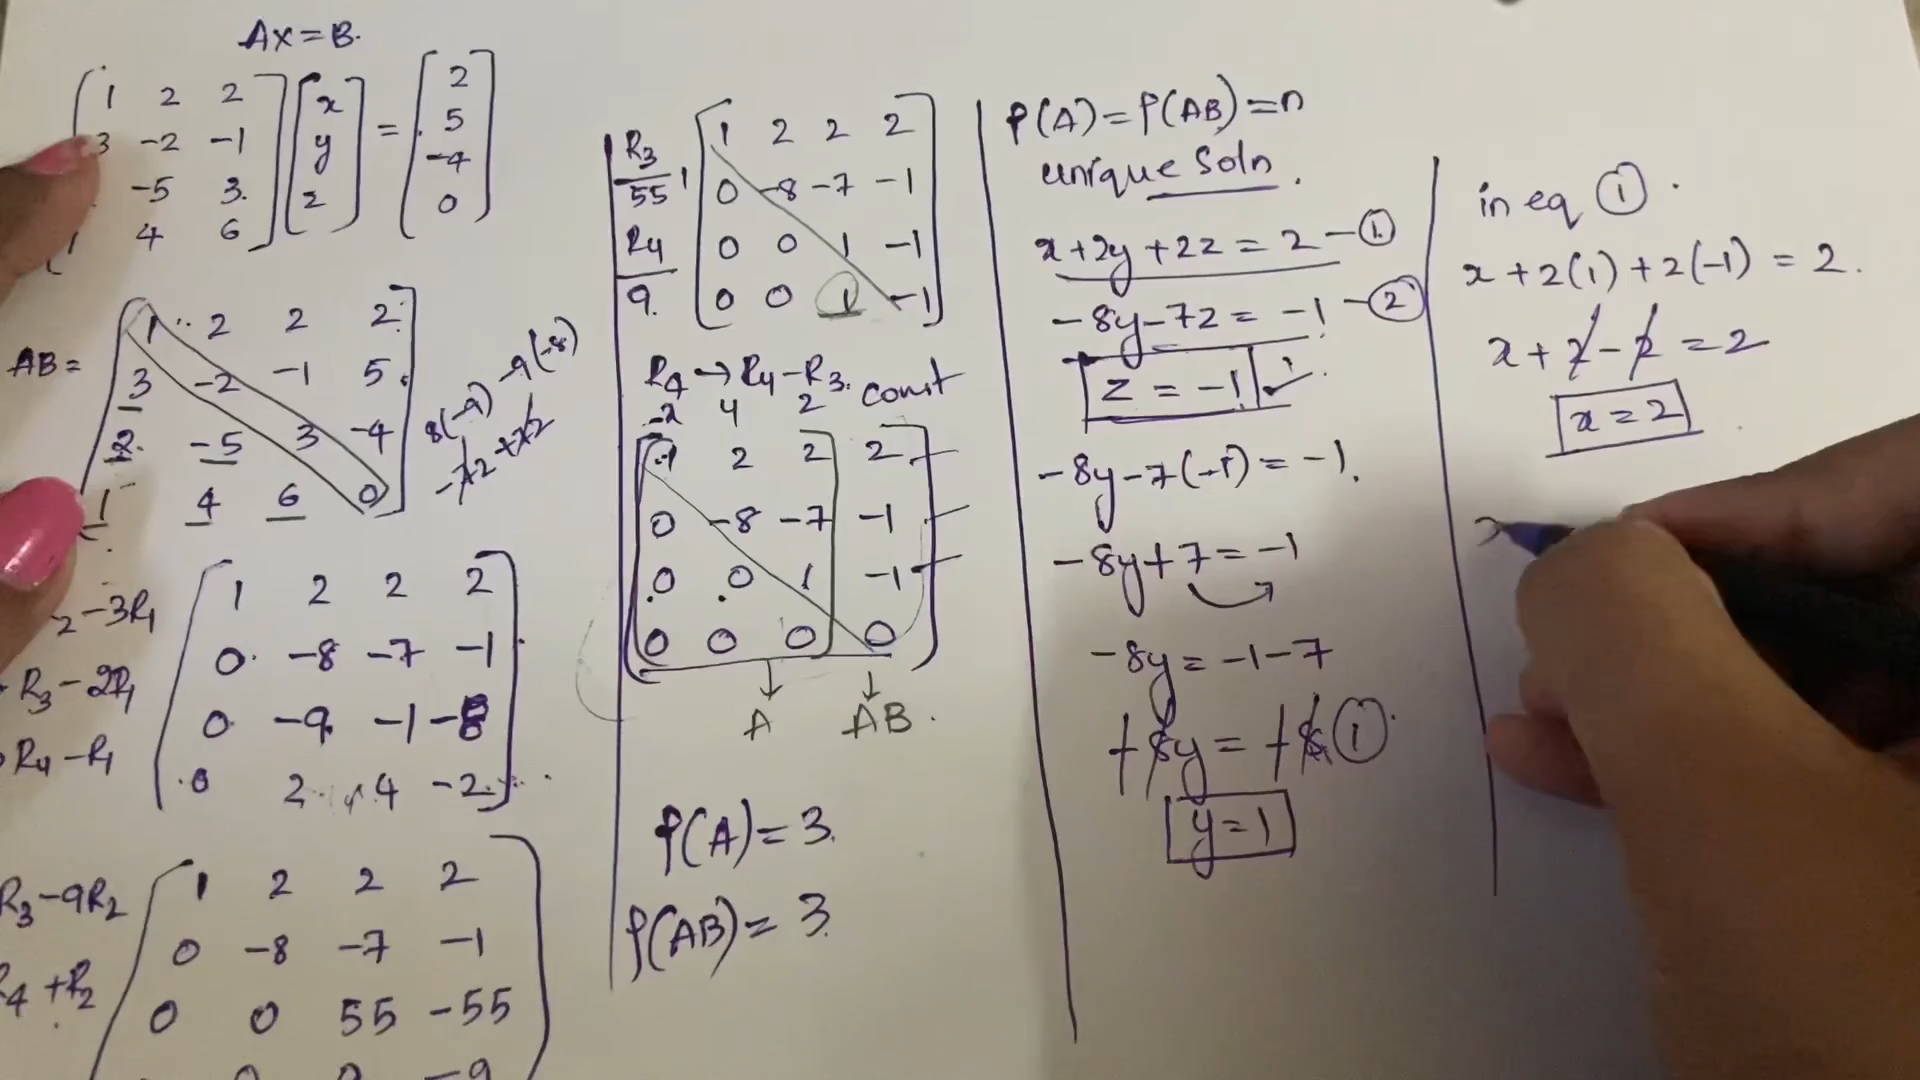 AX = B.
1 2 2 x 2
3 -2 -1 y = 5
-5 3 z -4
1 4 6 0
AB =
1 2 2 2
3 -2 -1 5
2 -5 3 -4
1 4 6 0
8(-9) -9(-8)
-72 +72
2 - 3R1
R3 - 2R1
R4 - R1
1 2 2 2
0 -8 -7 -1
0 -9 -1 -8
0 2 4 -2
R3 - 9R2
R4 + R2
1 2 2 2
0 -8 -7 -1
0 0 55 -55
0 0 -9
R3/55
R4/9
1 2 2 2
0 -8 -7 -1
0 0 1 -1
0 0 1 -1
R4 → R4 - R3.
-2 4 2 const
1 2 2 2
0 -8 -7 -1
0 0 1 -1
0 0 0 0
A AB.
ρ(A) = 3.
ρ(AB) = 3.
ρ(A) = ρ(AB) = n
unique Soln.
x + 2y + 2z = 2 - ①
-8y - 7z = -1 - ②
z = -1 ✓
-8y - 7(-1) = -1.
-8y + 7 = -1
-8y = -1 - 7
+8y = +8 ①
y = 1
in eq ①.
x + 2(1) + 2(-1) = 2.
x + 2 - 2 = 2
x = 2